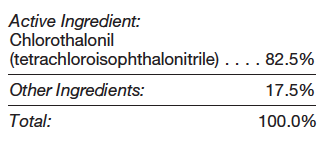 Active Ingredient:
Chlorothalonil
(tetrachloroisophthalonitrile) . . . . 82.5%
Other Ingredients: 17.5%
Total: 100.0%